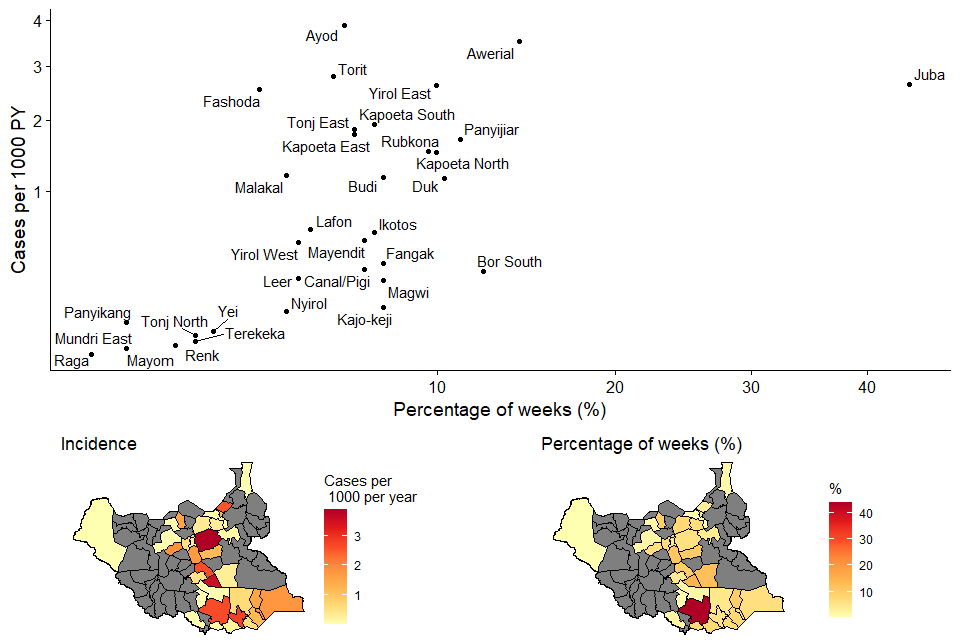 4
3
2
1
Cases per 1000 PY
Ayod
Awerial
Torit
Juba
Fashoda
Yirol East
Kapoeta South
Tonj East
Panyijiar
Kapoeta East
Rubkona
Kapoeta North
Malakal
Budi
Duk
Lafon
Ikotos
Yirol West
Mayendit
Fangak
Bor South
Leer
Canal/Pigi
Magwi
Nyirol
Kajo-keji
Panyikang
Tonj North
Yei
Terekeka
Mundri East
Raga
Mayom
Renk
10
20
30
40
Percentage of weeks (%)
Incidence
Cases per
1000 per year
3
2
1
Percentage of weeks (%)
%
40
30
20
10